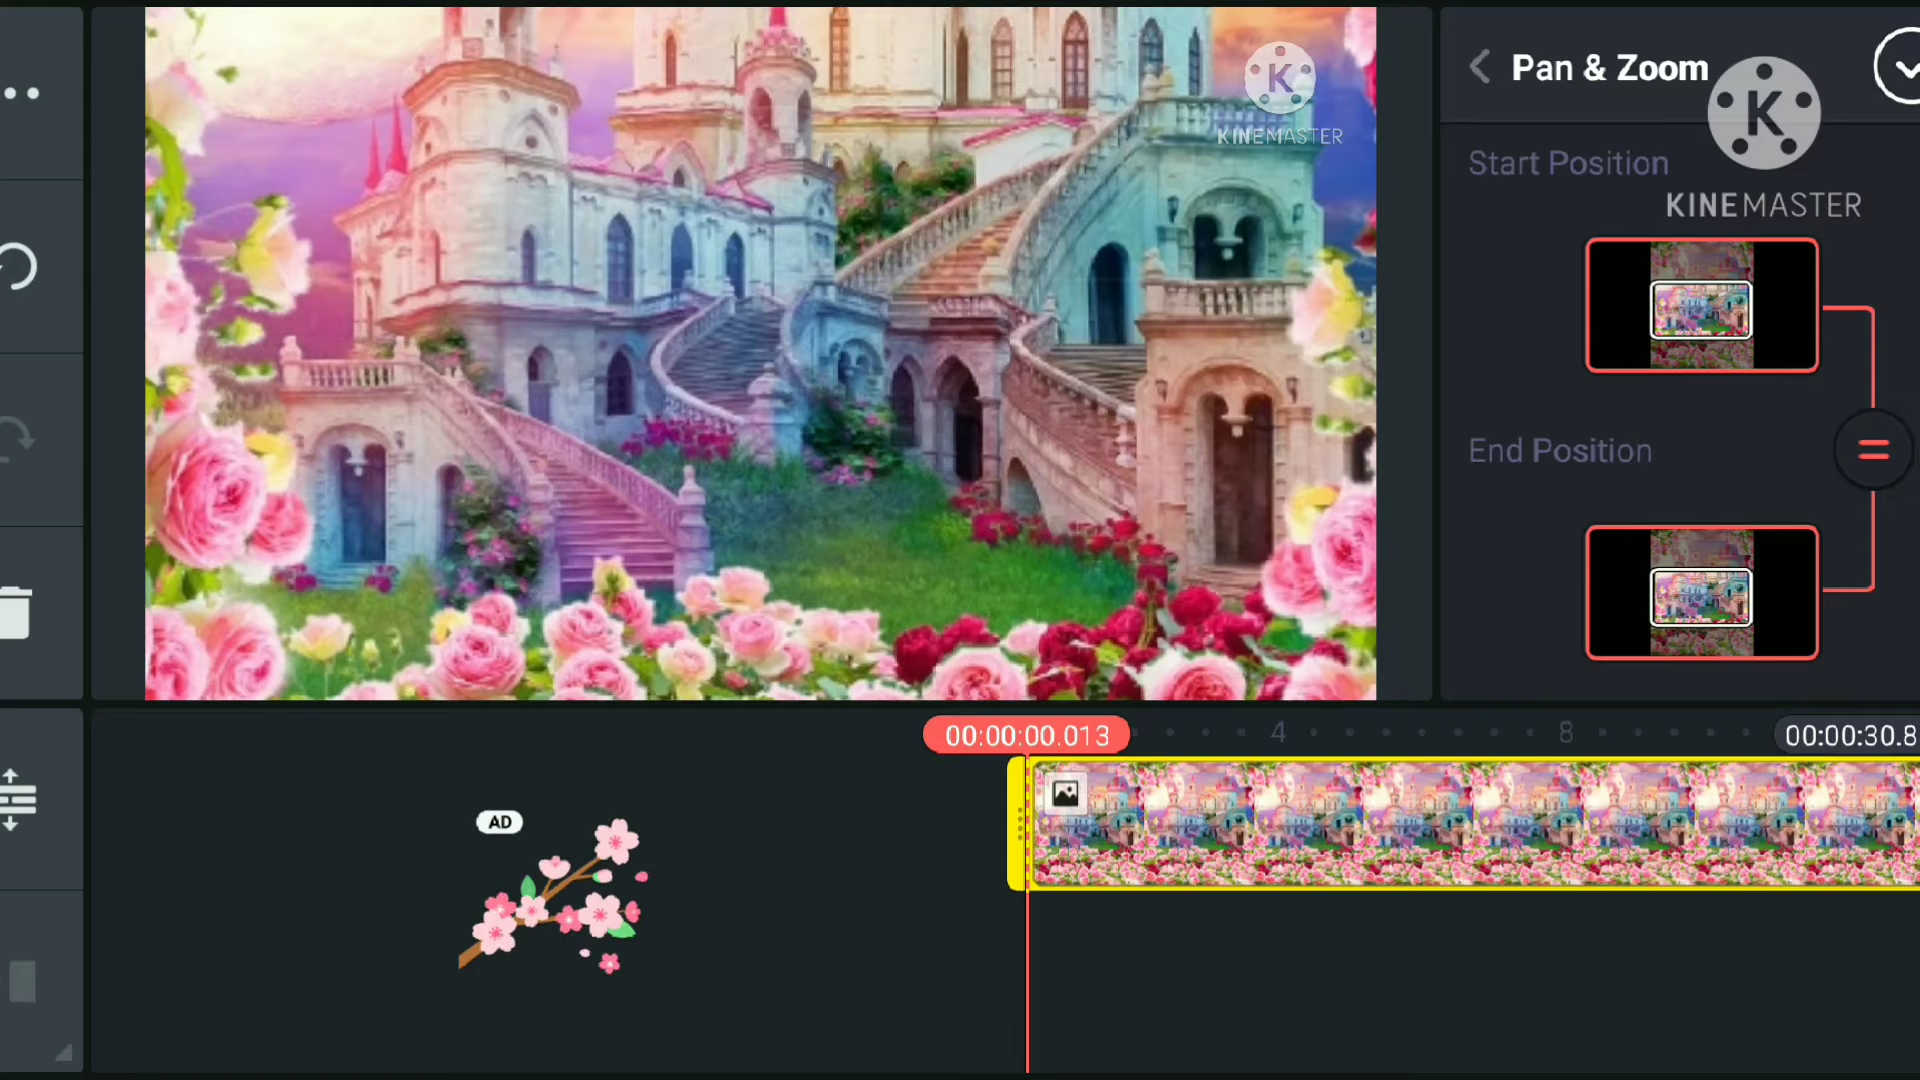 K
KINEMASTER
Pan & Zoom
K
KINEMASTER
Start Position
End Position
00:00:00.013
4
8
00:00:30.8
AD